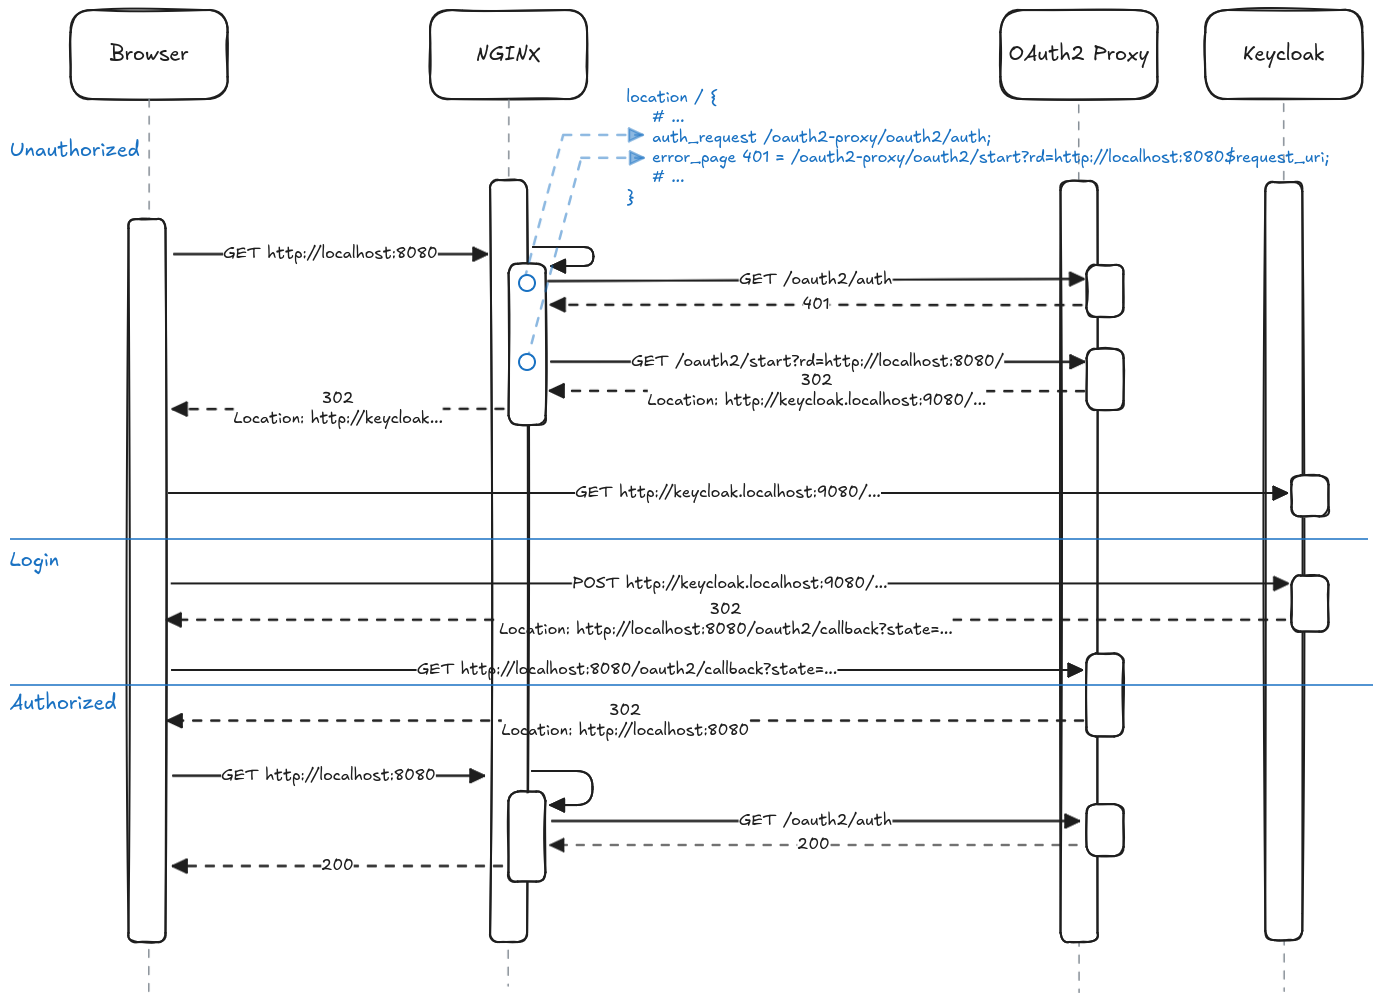 Browser
NGINX
OAuth2 Proxy
Keycloak
location / {
# ...
auth_request /oauth2-proxy/oauth2/auth;
error_page 401 = /oauth2-proxy/oauth2/start?rd=http://localhost:8080$request_uri;
# ...
}
Unauthorized
GET http://localhost:8080
GET /oauth2/auth
401
GET /oauth2/start?rd=http://localhost:8080/
302
Location: http://keycloak.localhost:9080/...
302
Location: http://keycloak...
GET http://keycloak.localhost:9080/...
Login
POST http://keycloak.localhost:9080/...
302
Location: http://localhost:8080/oauth2/callback?state=...
GET http://localhost:8080/oauth2/callback?state=...
Authorized
302
Location: http://localhost:8080
GET http://localhost:8080
GET /oauth2/auth
200
200